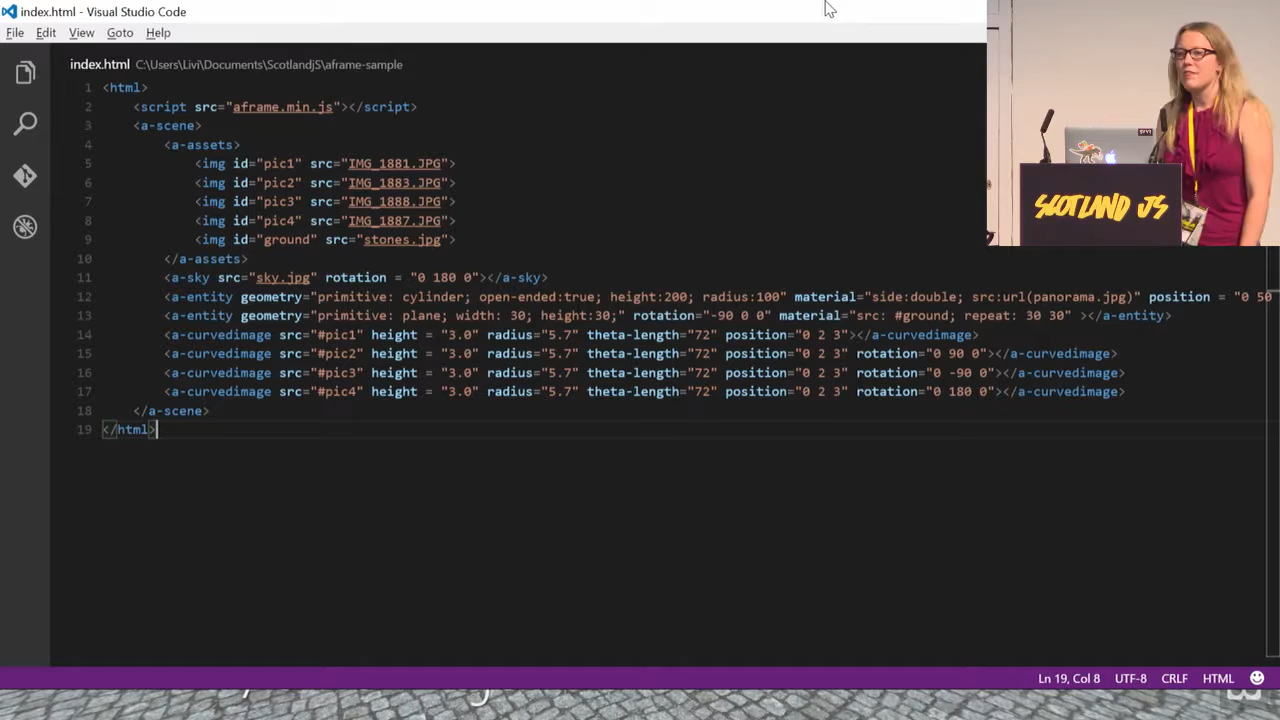 index.html - Visual Studio Code
File Edit View Goto Help
index.html C:\Users\Livi\Documents\ScotlandjS\aframe-sample
1 <html>
2 <script src="aframe.min.js"></script>
3 <a-scene>
4 <a-assets>
5 <img id="pic1" src="IMG_1881.JPG">
6 <img id="pic2" src="IMG_1883.JPG">
7 <img id="pic3" src="IMG_1888.JPG">
8 <img id="pic4" src="IMG_1887.JPG">
9 <img id="ground" src="stones.jpg">
10 </a-assets>
11 <a-sky src="sky.jpg" rotation = "0 180 0"></a-sky>
12 <a-entity geometry="primitive: cylinder; open-ended:true; height:200; radius:100" material="side:double; src:url(panorama.jpg)" position = "0 50
13 <a-entity geometry="primitive: plane; width: 30; height:30;" rotation="-90 0 0" material="src: #ground; repeat: 30 30" ></a-entity>
14 <a-curvedimage src="#pic1" height = "3.0" radius="5.7" theta-length="72" position="0 2 3"></a-curvedimage>
15 <a-curvedimage src="#pic2" height = "3.0" radius="5.7" theta-length="72" position="0 2 3" rotation="0 90 0"></a-curvedimage>
16 <a-curvedimage src="#pic3" height = "3.0" radius="5.7" theta-length="72" position="0 2 3" rotation="0 -90 0"></a-curvedimage>
17 <a-curvedimage src="#pic4" height = "3.0" radius="5.7" theta-length="72" position="0 2 3" rotation="0 180 0"></a-curvedimage>
18 </a-scene>
19 </html>
SCOTLAND JS
Ln 19, Col 8 UTF-8 CRLF HTML